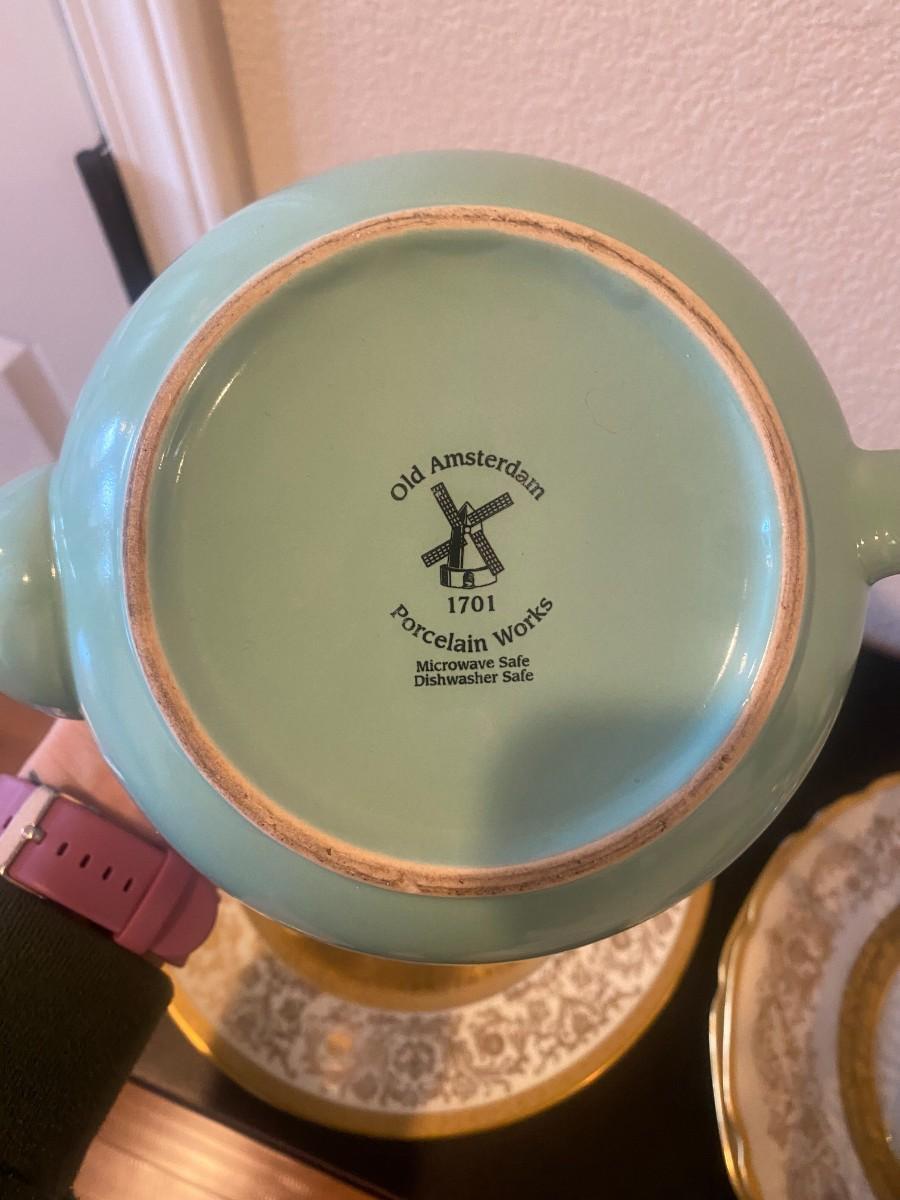 Old Amsterdam
1701
Porcelain Works
Microwave Safe
Dishwasher Safe